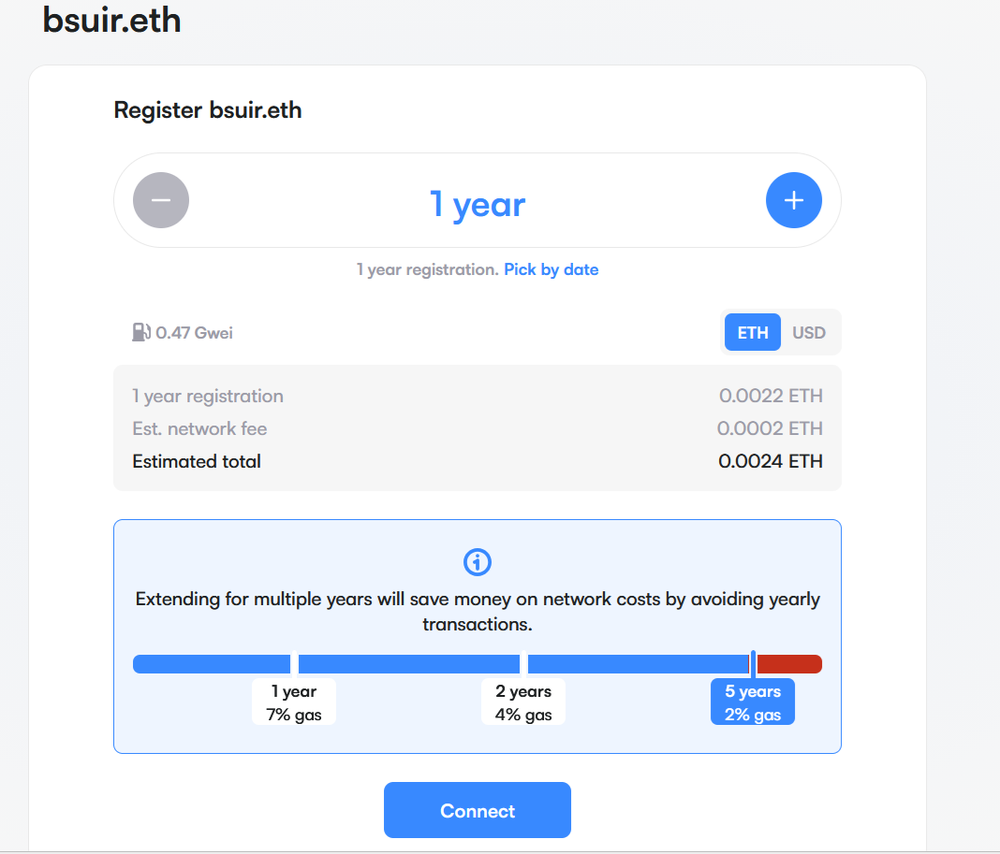 bsuir.eth
Register bsuir.eth
1 year
1 year registration. Pick by date
0.47 Gwei
ETH USD
1 year registration 0.0022 ETH
Est. network fee 0.0002 ETH
Estimated total 0.0024 ETH
Extending for multiple years will save money on network costs by avoiding yearly
transactions.
1 year 2 years 5 years
7% gas 4% gas 2% gas
Connect